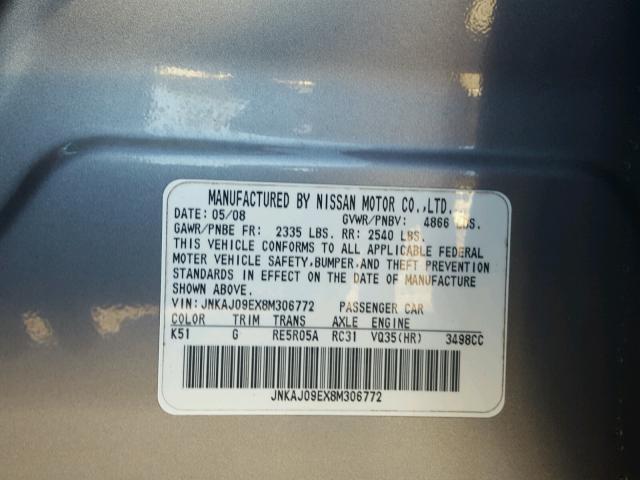 MANUFACTURED BY NISSAN MOTOR CO.,LTD.
DATE: 05/08 GVWR/PNBV: 4866 LBS.
GAWR/PNBE FR: 2335 LBS. RR: 2540 LBS.
THIS VEHICLE CONFORMS TO ALL APPLICABLE FEDERAL
MOTOR VEHICLE SAFETY,BUMPER,AND THEFT PREVENTION
STANDARDS IN EFFECT ON THE DATE OF MANUFACTURE
SHOWN ABOVE.
VIN: JNKAJ09EX8M306772 PASSENGER CAR
COLOR TRIM TRANS AXLE ENGINE
K51 G RE5R05A RC31 VQ35(HR) 3498CC
JNKAJ09EX8M306772